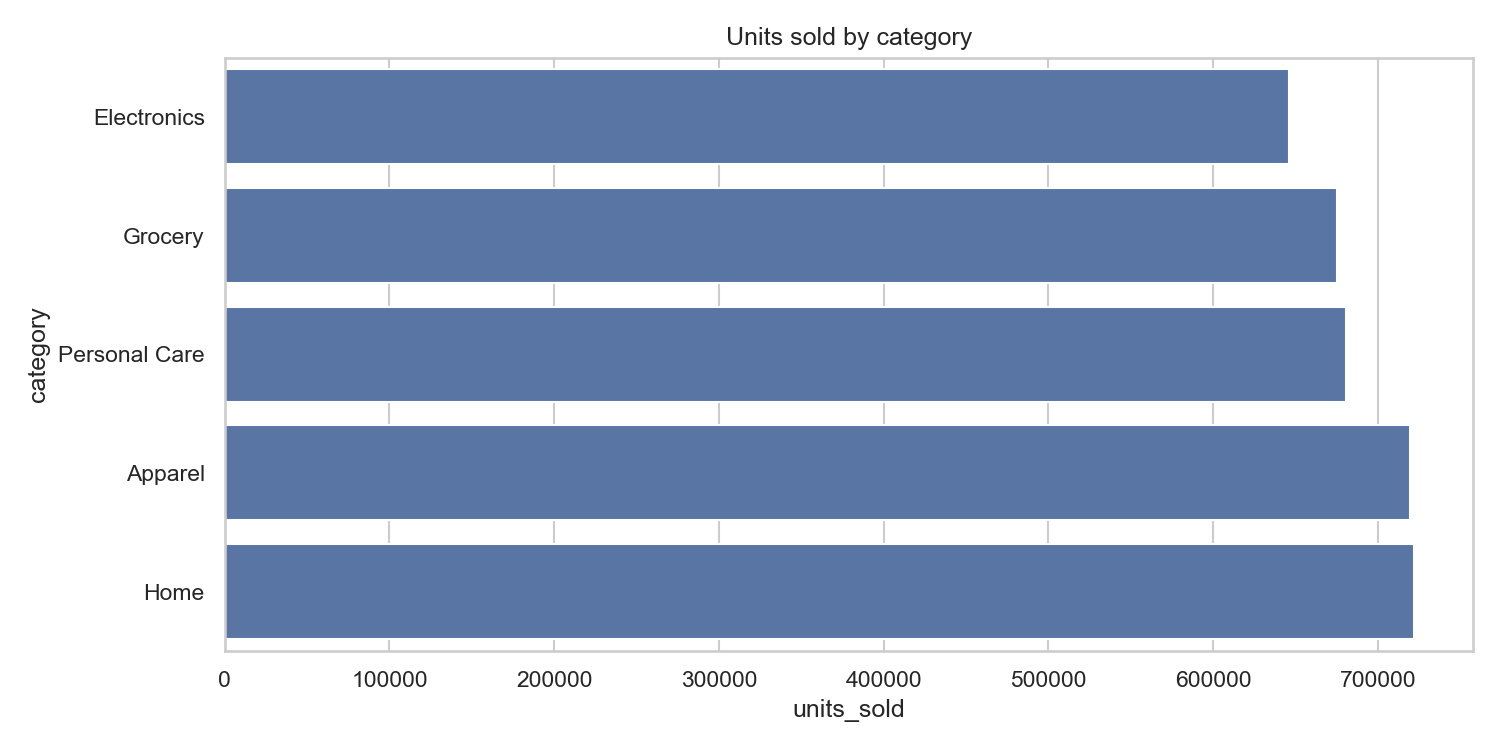 Units sold by category
Electronics
Grocery
Personal Care
Apparel
Home
category
0 100000 200000 300000 400000 500000 600000 700000
units_sold